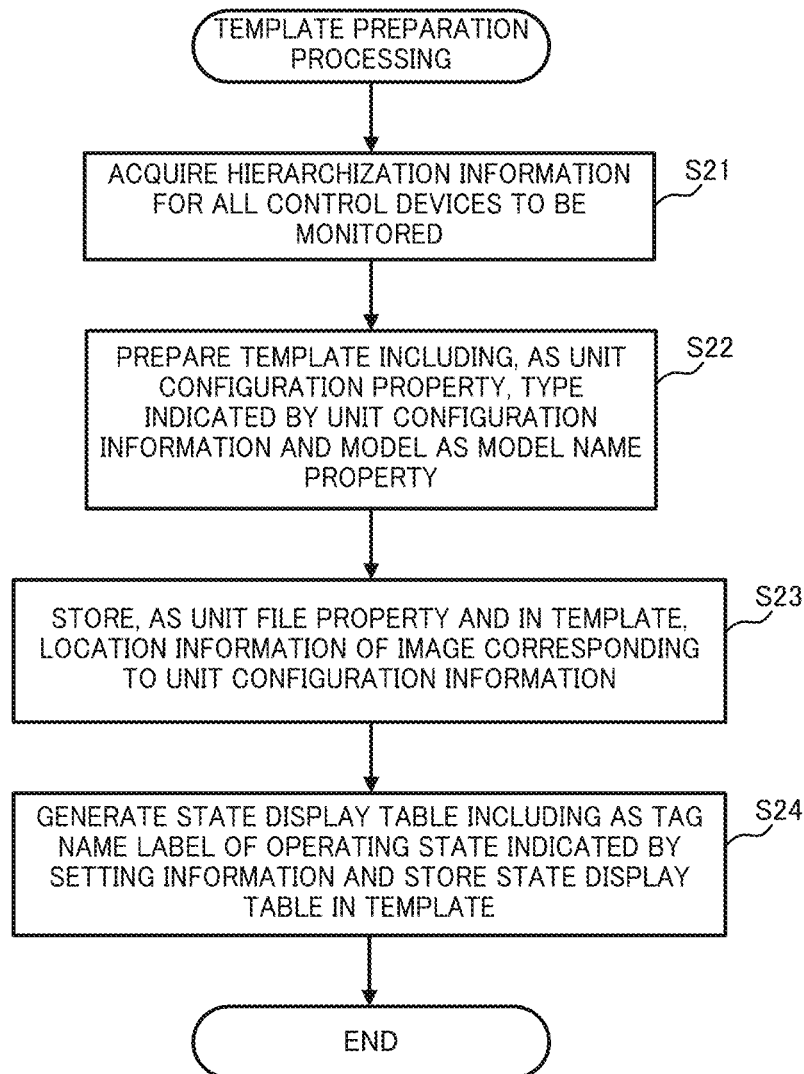 TEMPLATE PREPARATION
PROCESSING
ACQUIRE HIERARCHIZATION INFORMATION
FOR ALL CONTROL DEVICES TO BE
MONITORED
S21
PREPARE TEMPLATE INCLUDING, AS UNIT
CONFIGURATION PROPERTY, TYPE
INDICATED BY UNIT CONFIGURATION
INFORMATION AND MODEL AS MODEL NAME
PROPERTY
S22
STORE, AS UNIT FILE PROPERTY AND IN TEMPLATE,
LOCATION INFORMATION OF IMAGE CORRESPONDING
TO UNIT CONFIGURATION INFORMATION
S23
GENERATE STATE DISPLAY TABLE INCLUDING AS TAG
NAME LABEL OF OPERATING STATE INDICATED BY
SETTING INFORMATION AND STORE STATE DISPLAY
TABLE IN TEMPLATE
S24
END